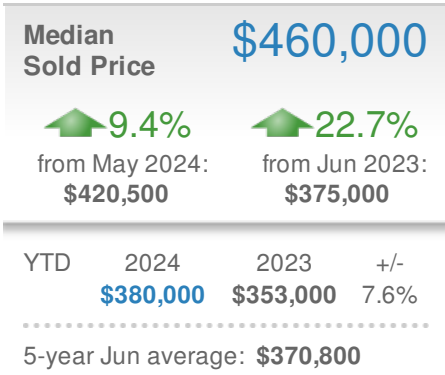 Median
Sold Price
$460,000
9.4% 22.7%
from May 2024: from Jun 2023:
$420,500 $375,000
YTD 2024 2023 +/-
$380,000 $353,000 7.6%
5-year Jun average: $370,800